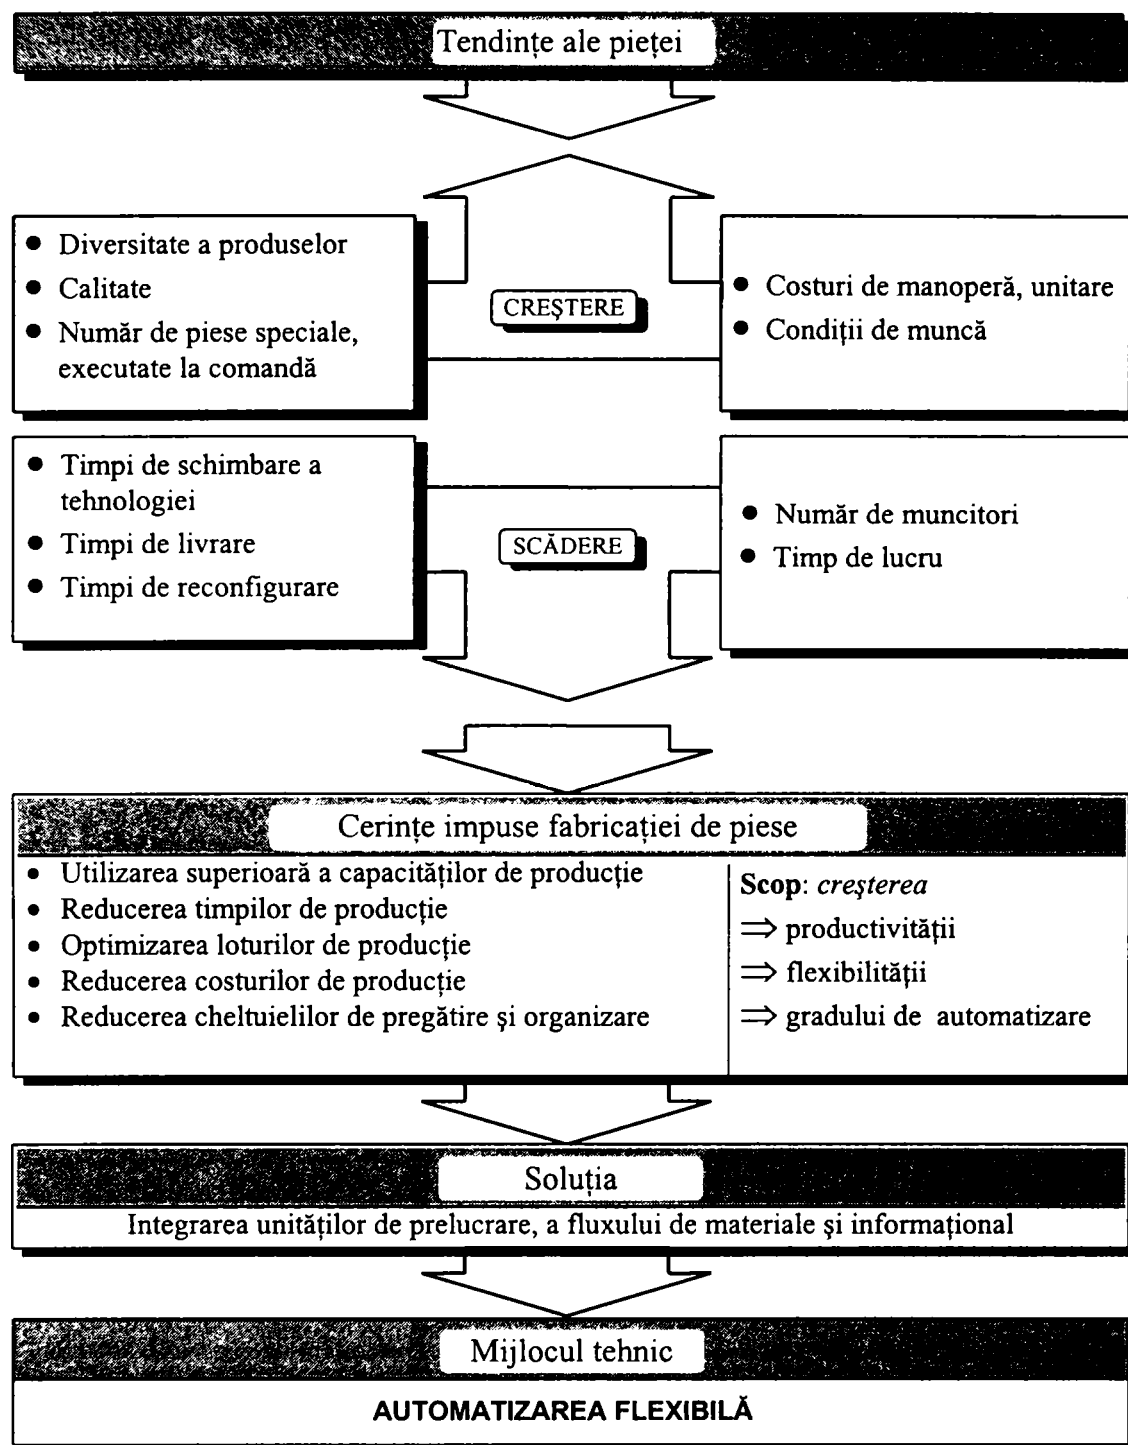 Tendințe ale pieței
● Diversitate a produselor
● Calitate
● Număr de piese speciale,
executate la comandă
CREȘTERE
● Costuri de manoperă, unitare
● Condiții de muncă
● Timpi de schimbare a
tehnologiei
● Timpi de livrare
● Timpi de reconfigurare
SCĂDERE
● Număr de muncitori
● Timp de lucru
Cerințe impuse fabricației de piese
• Utilizarea superioară a capacităților de producție
• Reducerea timpilor de producție
• Optimizarea loturilor de producție
• Reducerea costurilor de producție
• Reducerea cheltuielilor de pregătire și organizare
Scop: creșterea
⇒ productivității
⇒ flexibilității
⇒ gradului de automatizare
Soluția
Integrarea unităților de prelucrare, a fluxului de materiale și informațional
Mijlocul tehnic
AUTOMATIZAREA FLEXIBILĂ